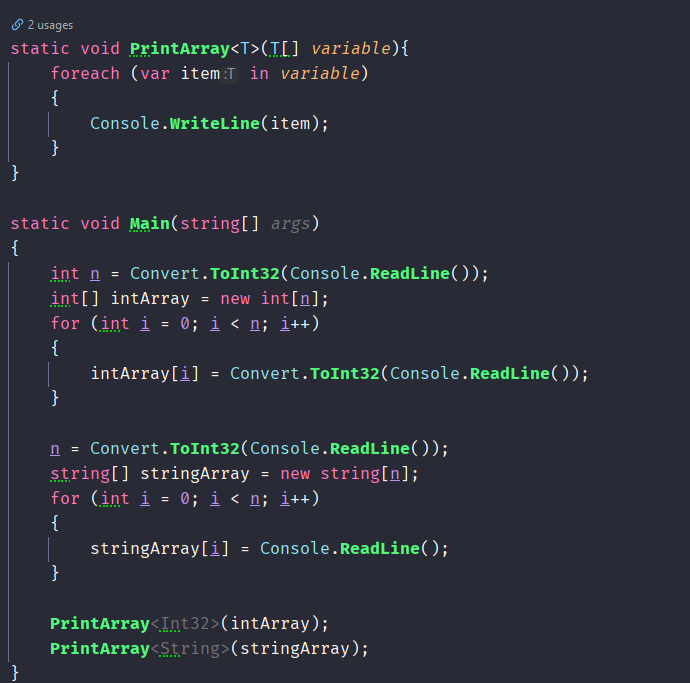 2 usages
static void PrintArray<T>(T[] variable){
    foreach (var item:T in variable)
    {
        Console.WriteLine(item);
    }
}

static void Main(string[] args)
{
    int n = Convert.ToInt32(Console.ReadLine());
    int[] intArray = new int[n];
    for (int i = 0; i < n; i++)
    {
        intArray[i] = Convert.ToInt32(Console.ReadLine());
    }

    n = Convert.ToInt32(Console.ReadLine());
    string[] stringArray = new string[n];
    for (int i = 0; i < n; i++)
    {
        stringArray[i] = Console.ReadLine();
    }

    PrintArray<Int32>(intArray);
    PrintArray<String>(stringArray);
}